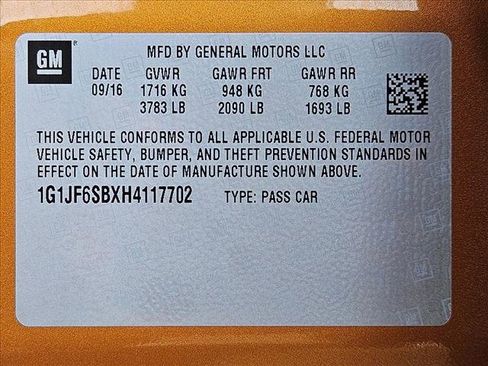 GM
MFD BY GENERAL MOTORS LLC
DATE GVWR GAWR FRT GAWR RR
09/16 1716 KG 948 KG 768 KG
3783 LB 2090 LB 1693 LB
THIS VEHICLE CONFORMS TO ALL APPLICABLE U.S. FEDERAL MOTOR
VEHICLE SAFETY, BUMPER, AND THEFT PREVENTION STANDARDS IN
EFFECT ON THE DATE OF MANUFACTURE SHOWN ABOVE.
1G1JF6SBXH4117702 TYPE: PASS CAR